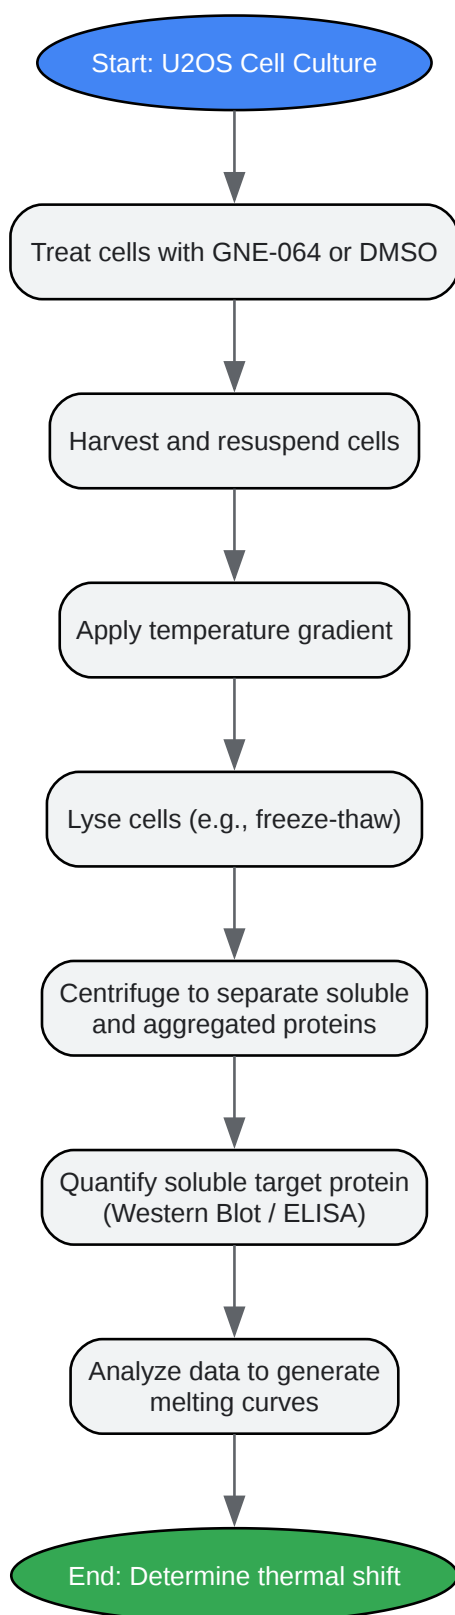 Start: U2OS Cell Culture
Treat cells with GNE-064 or DMSO
Harvest and resuspend cells
Apply temperature gradient
Lyse cells (e.g., freeze-thaw)
Centrifuge to separate soluble
and aggregated proteins
Quantify soluble target protein
(Western Blot / ELISA)
Analyze data to generate
melting curves
End: Determine thermal shift